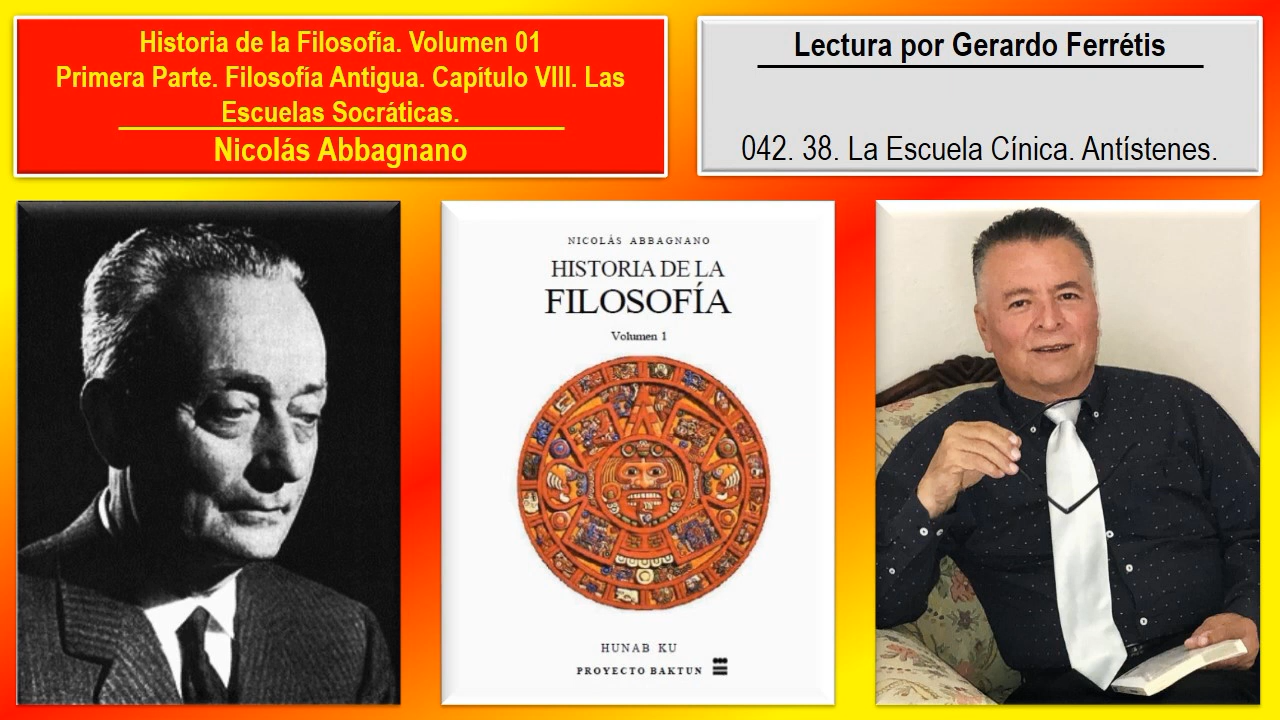 Historia de la Filosofía. Volumen 01
Primera Parte. Filosofía Antigua. Capítulo VIII. Las
Escuelas Socráticas.
Nicolás Abbagnano
Lectura por Gerardo Ferrétis
042. 38. La Escuela Cínica. Antístenes.
NICOLÁS ABBAGNANO
HISTORIA DE LA
FILOSOFÍA
Volumen 1
HUNAB KU
PROYECTO BAKTUN